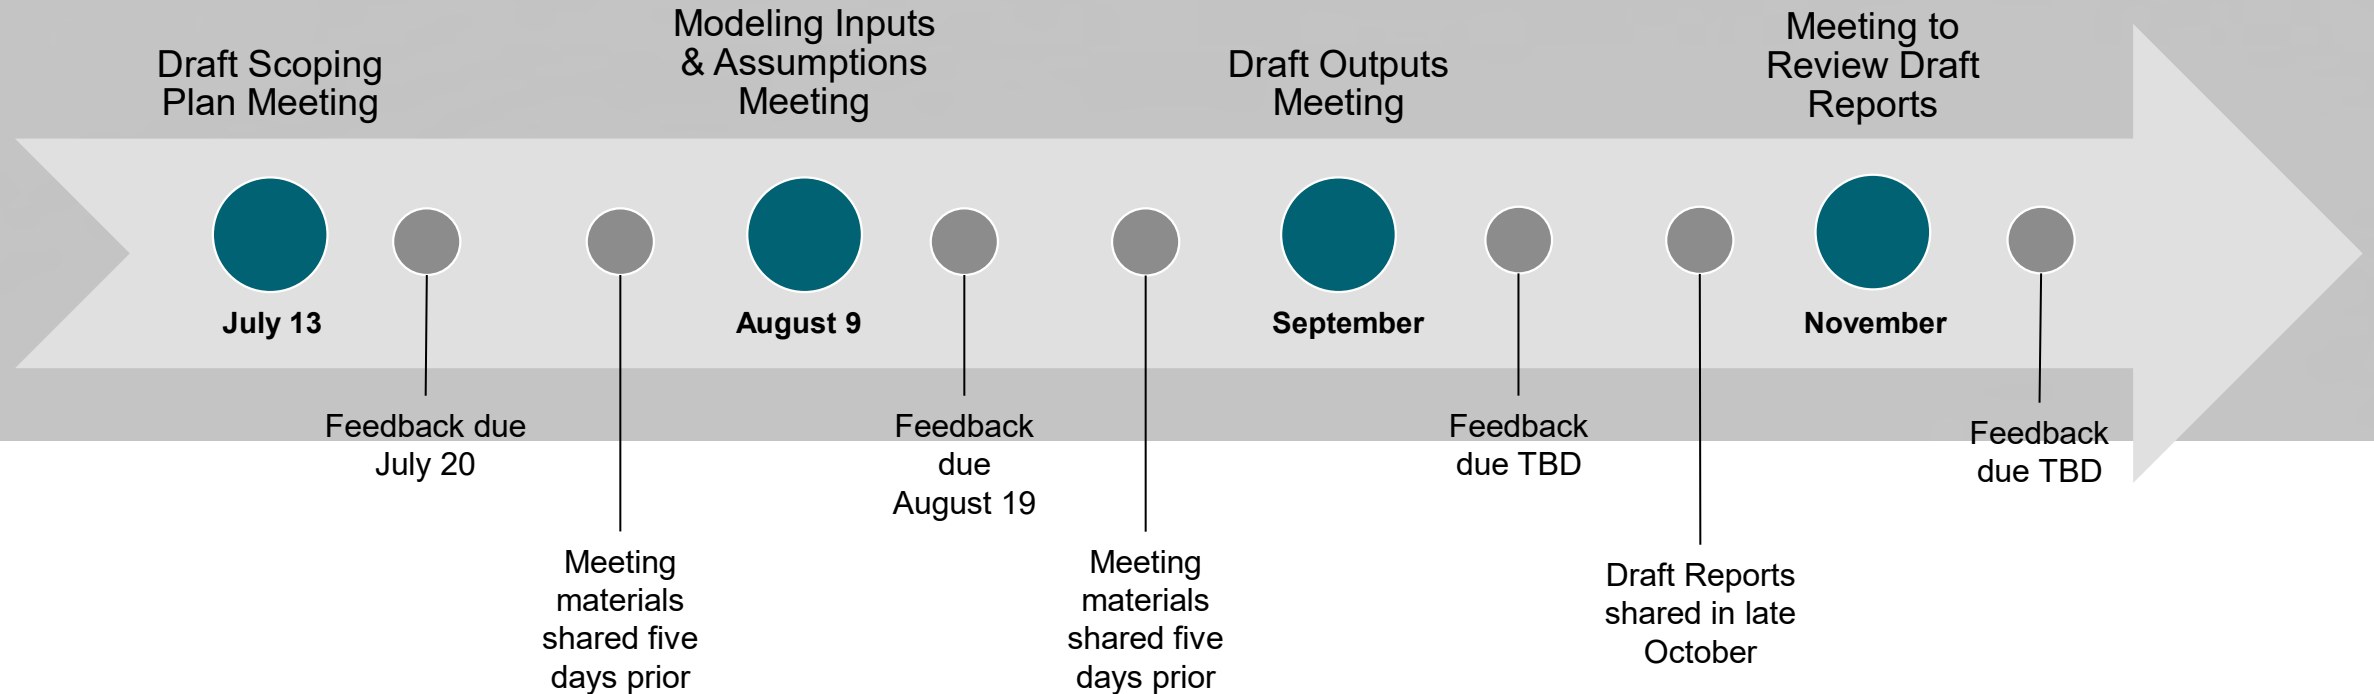 Draft Scoping
Plan Meeting
Modeling Inputs
& Assumptions
Meeting
Draft Outputs
Meeting
Meeting to
Review Draft
Reports
July 13
August 9
September
November
Feedback due
July 20
Meeting
materials
shared five
days prior
Feedback
due
August 19
Meeting
materials
shared five
days prior
Feedback
due TBD
Draft Reports
shared in late
October
Feedback
due TBD